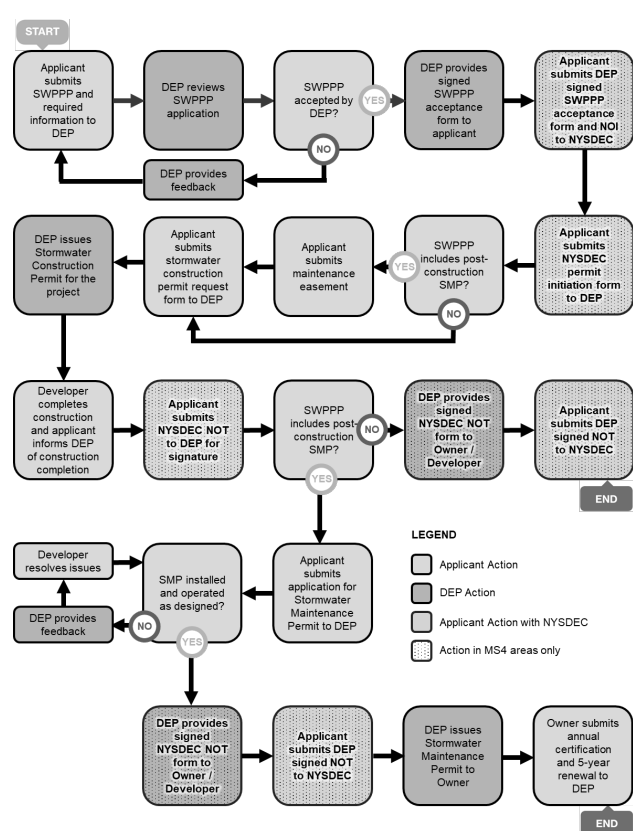 START
Applicant
submits
SWPPP and
required
information to
DEP
DEP reviews
SWPPP
application
SWPPP
accepted by
DEP?
YES
NO
DEP provides
signed
SWPPP
acceptance
form to
applicant
Applicant
submits DEP
signed
SWPPP
acceptance
form and NOI
to NYSDEC
DEP provides
feedback
DEP issues
Stormwater
Construction
Permit for the
project
Applicant
submits
stormwater
construction
permit request
form to DEP
Applicant
submits
maintenance
easement
SWPPP
includes post-
construction
SMP?
YES
NO
Applicant
submits
NYSDEC
permit
initiation form
to DEP
Developer
completes
construction
and applicant
informs DEP
of construction
completion
Applicant
submits
NYSDEC NOT
to DEP for
signature
SWPPP
includes post-
construction
SMP?
NO
YES
DEP provides
signed
NYSDEC NOT
form to
Owner /
Developer
Applicant
submits DEP
signed NOT
to NYSDEC
END
Developer
resolves issues
DEP provides
feedback
SMP installed
and operated
as designed?
NO
YES
Applicant
submits
application for
Stormwater
Maintenance
Permit to DEP
LEGEND
Applicant Action
DEP Action
Applicant Action with NYSDEC
Action in MS4 areas only
DEP provides
signed
NYSDEC NOT
form to
Owner /
Developer
Applicant
submits DEP
signed NOT
to NYSDEC
DEP issues
Stormwater
Maintenance
Permit to
Owner
Owner submits
annual
certification
and 5-year
renewal to
DEP
END